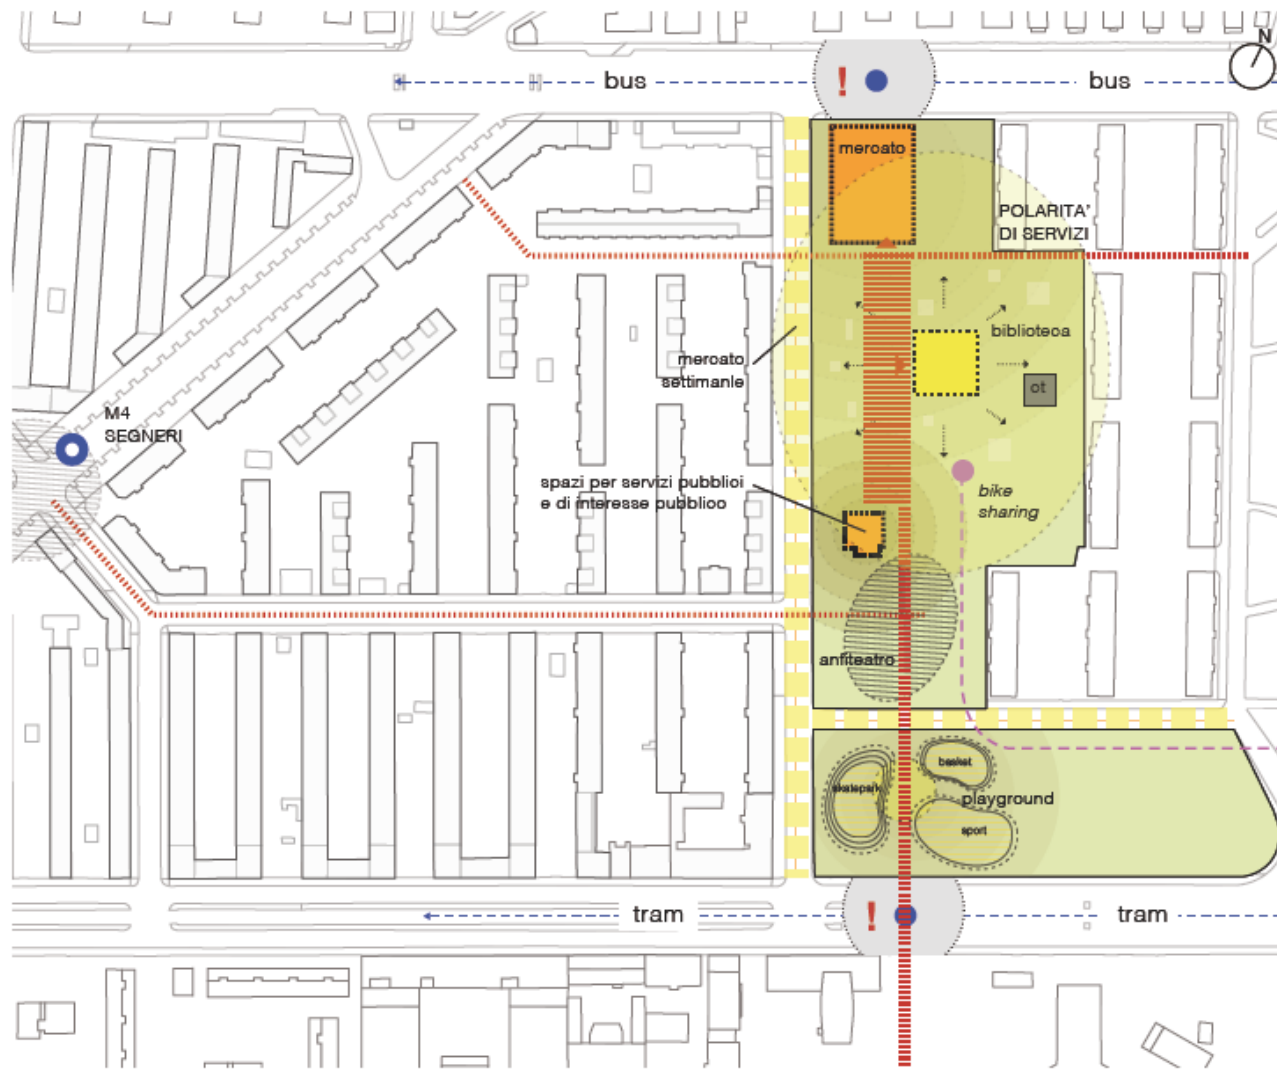 N
bus
bus
!
mercato
POLARITA'
DI SERVIZI
biblioteca
mercato
settimanle
ot
M4
SEGNERI
spazi per servizi pubblici
e di interesse pubblico
bike
sharing
anfiteatro
basket
skatepark
playground
sport
tram
!
tram